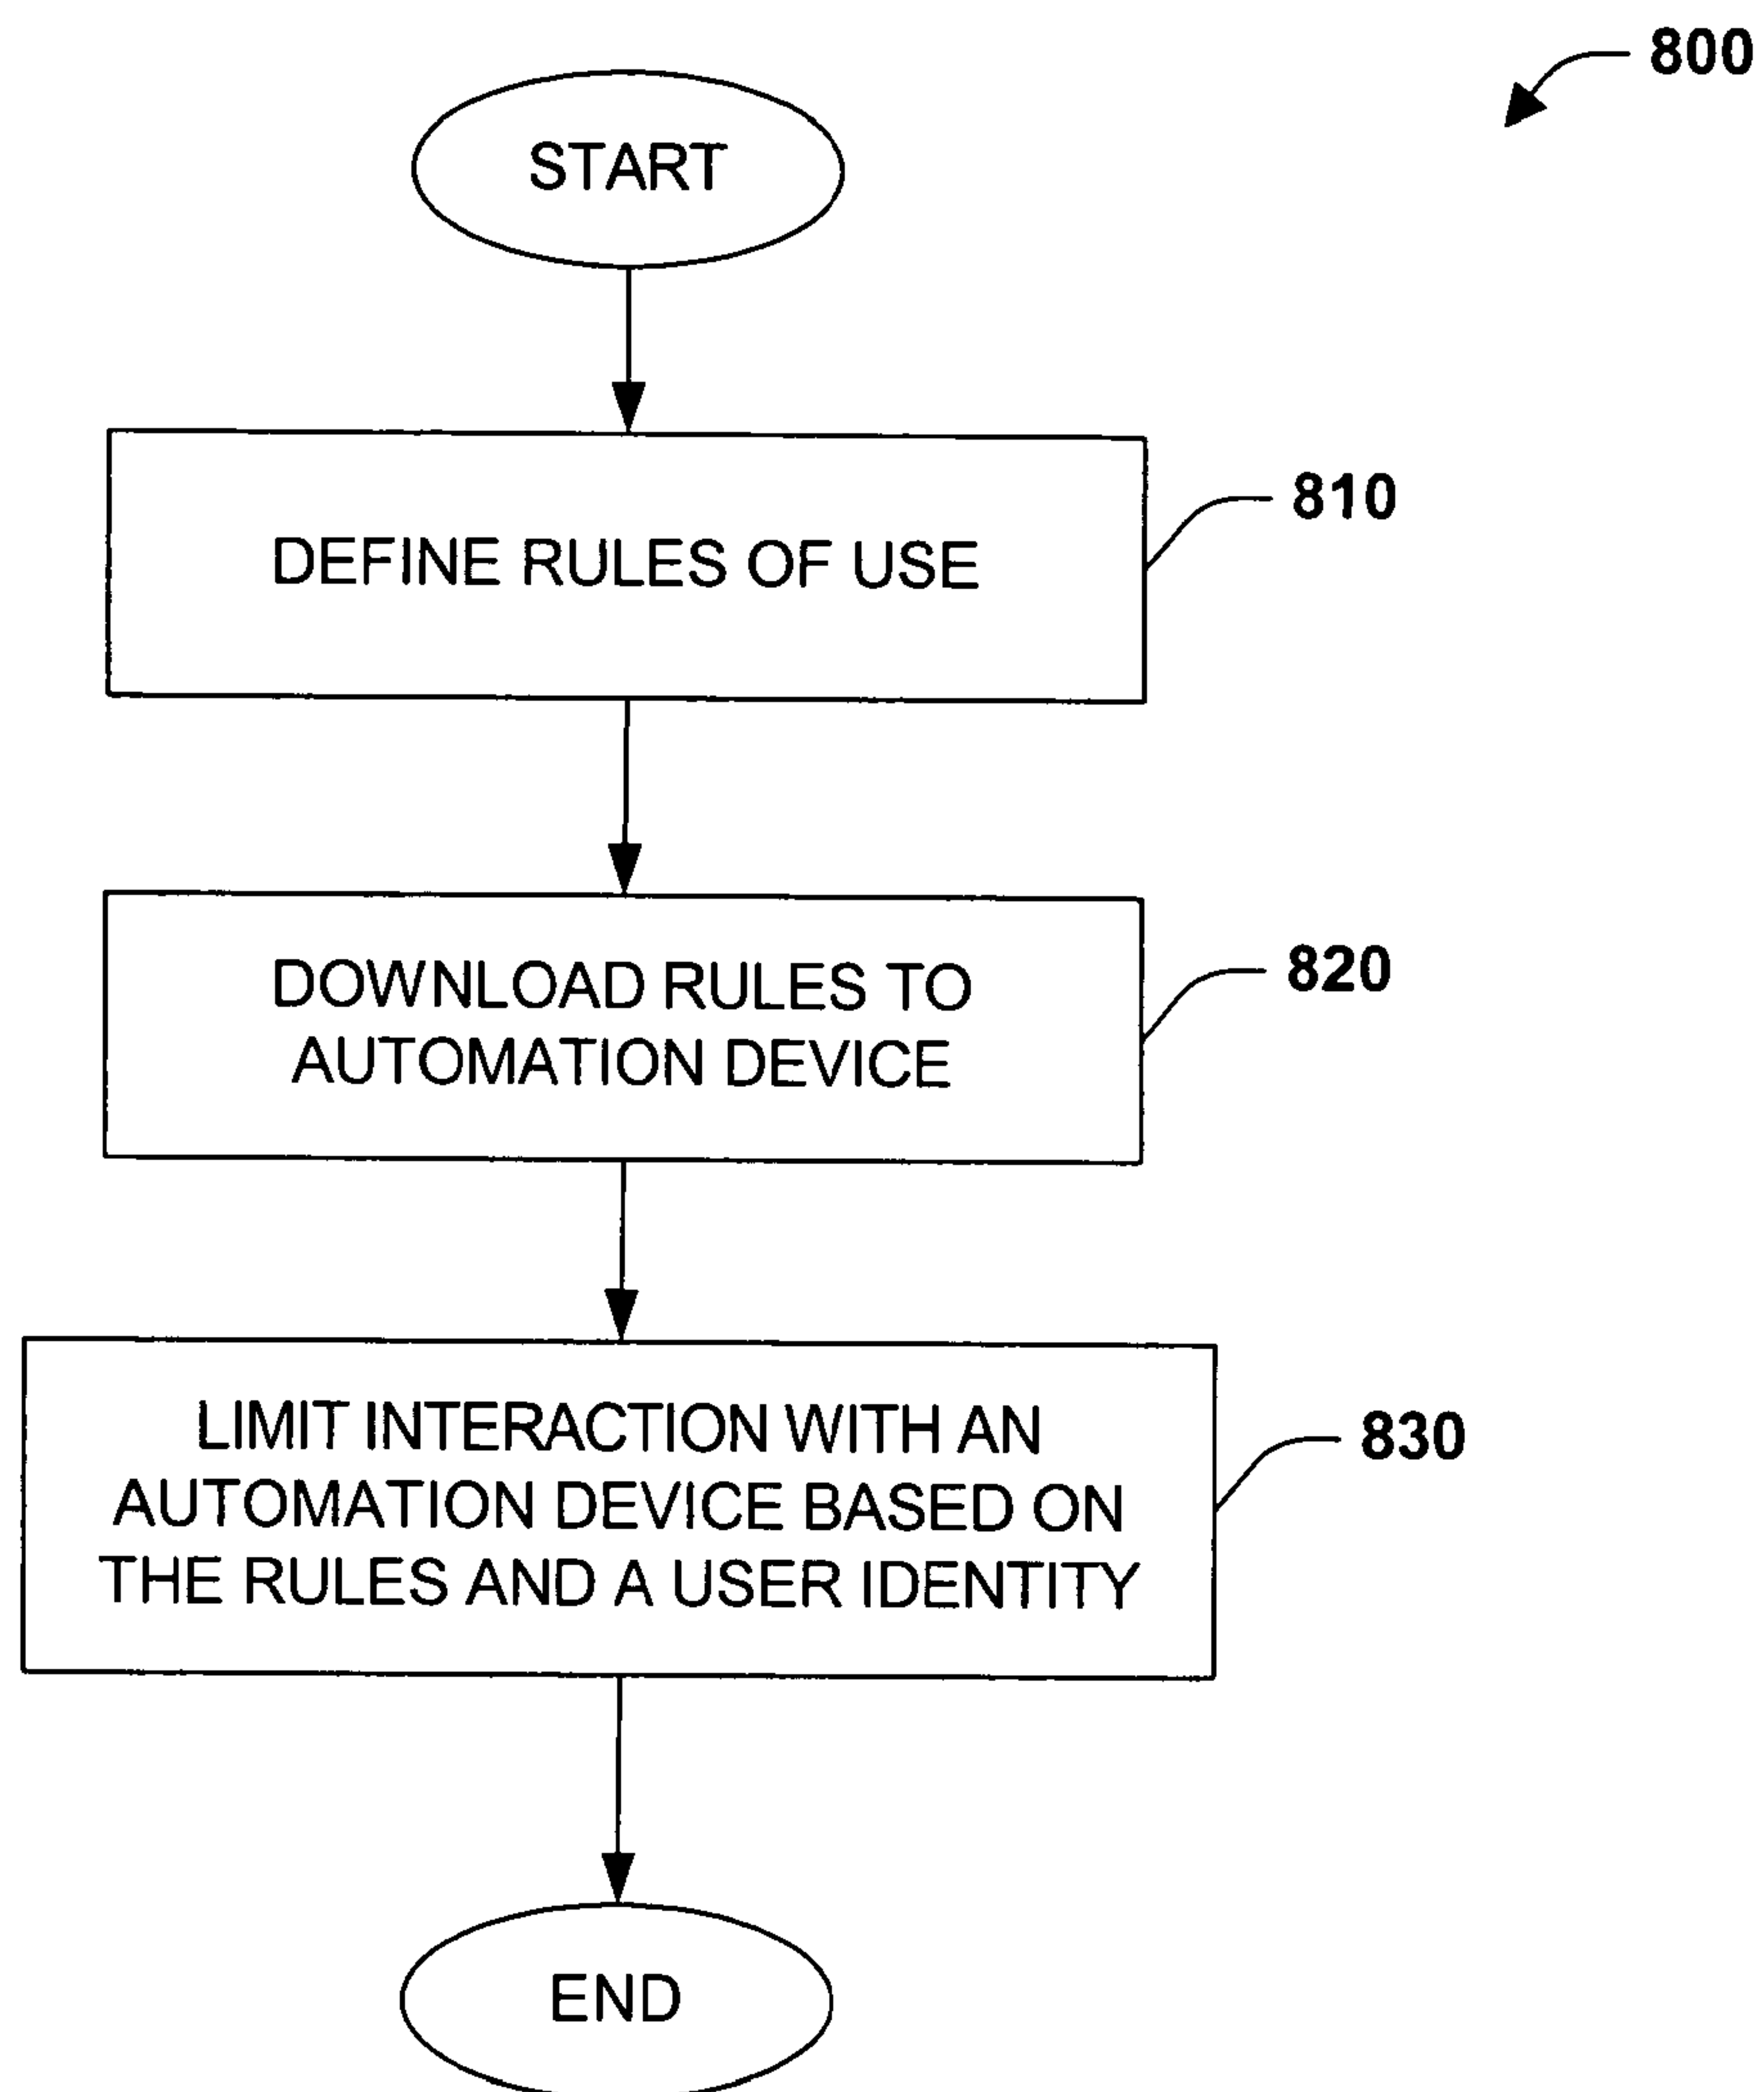 800
START
DEFINE RULES OF USE
810
DOWNLOAD RULES TO
AUTOMATION DEVICE
820
LIMIT INTERACTION WITH AN
AUTOMATION DEVICE BASED ON
THE RULES AND A USER IDENTITY
830
END